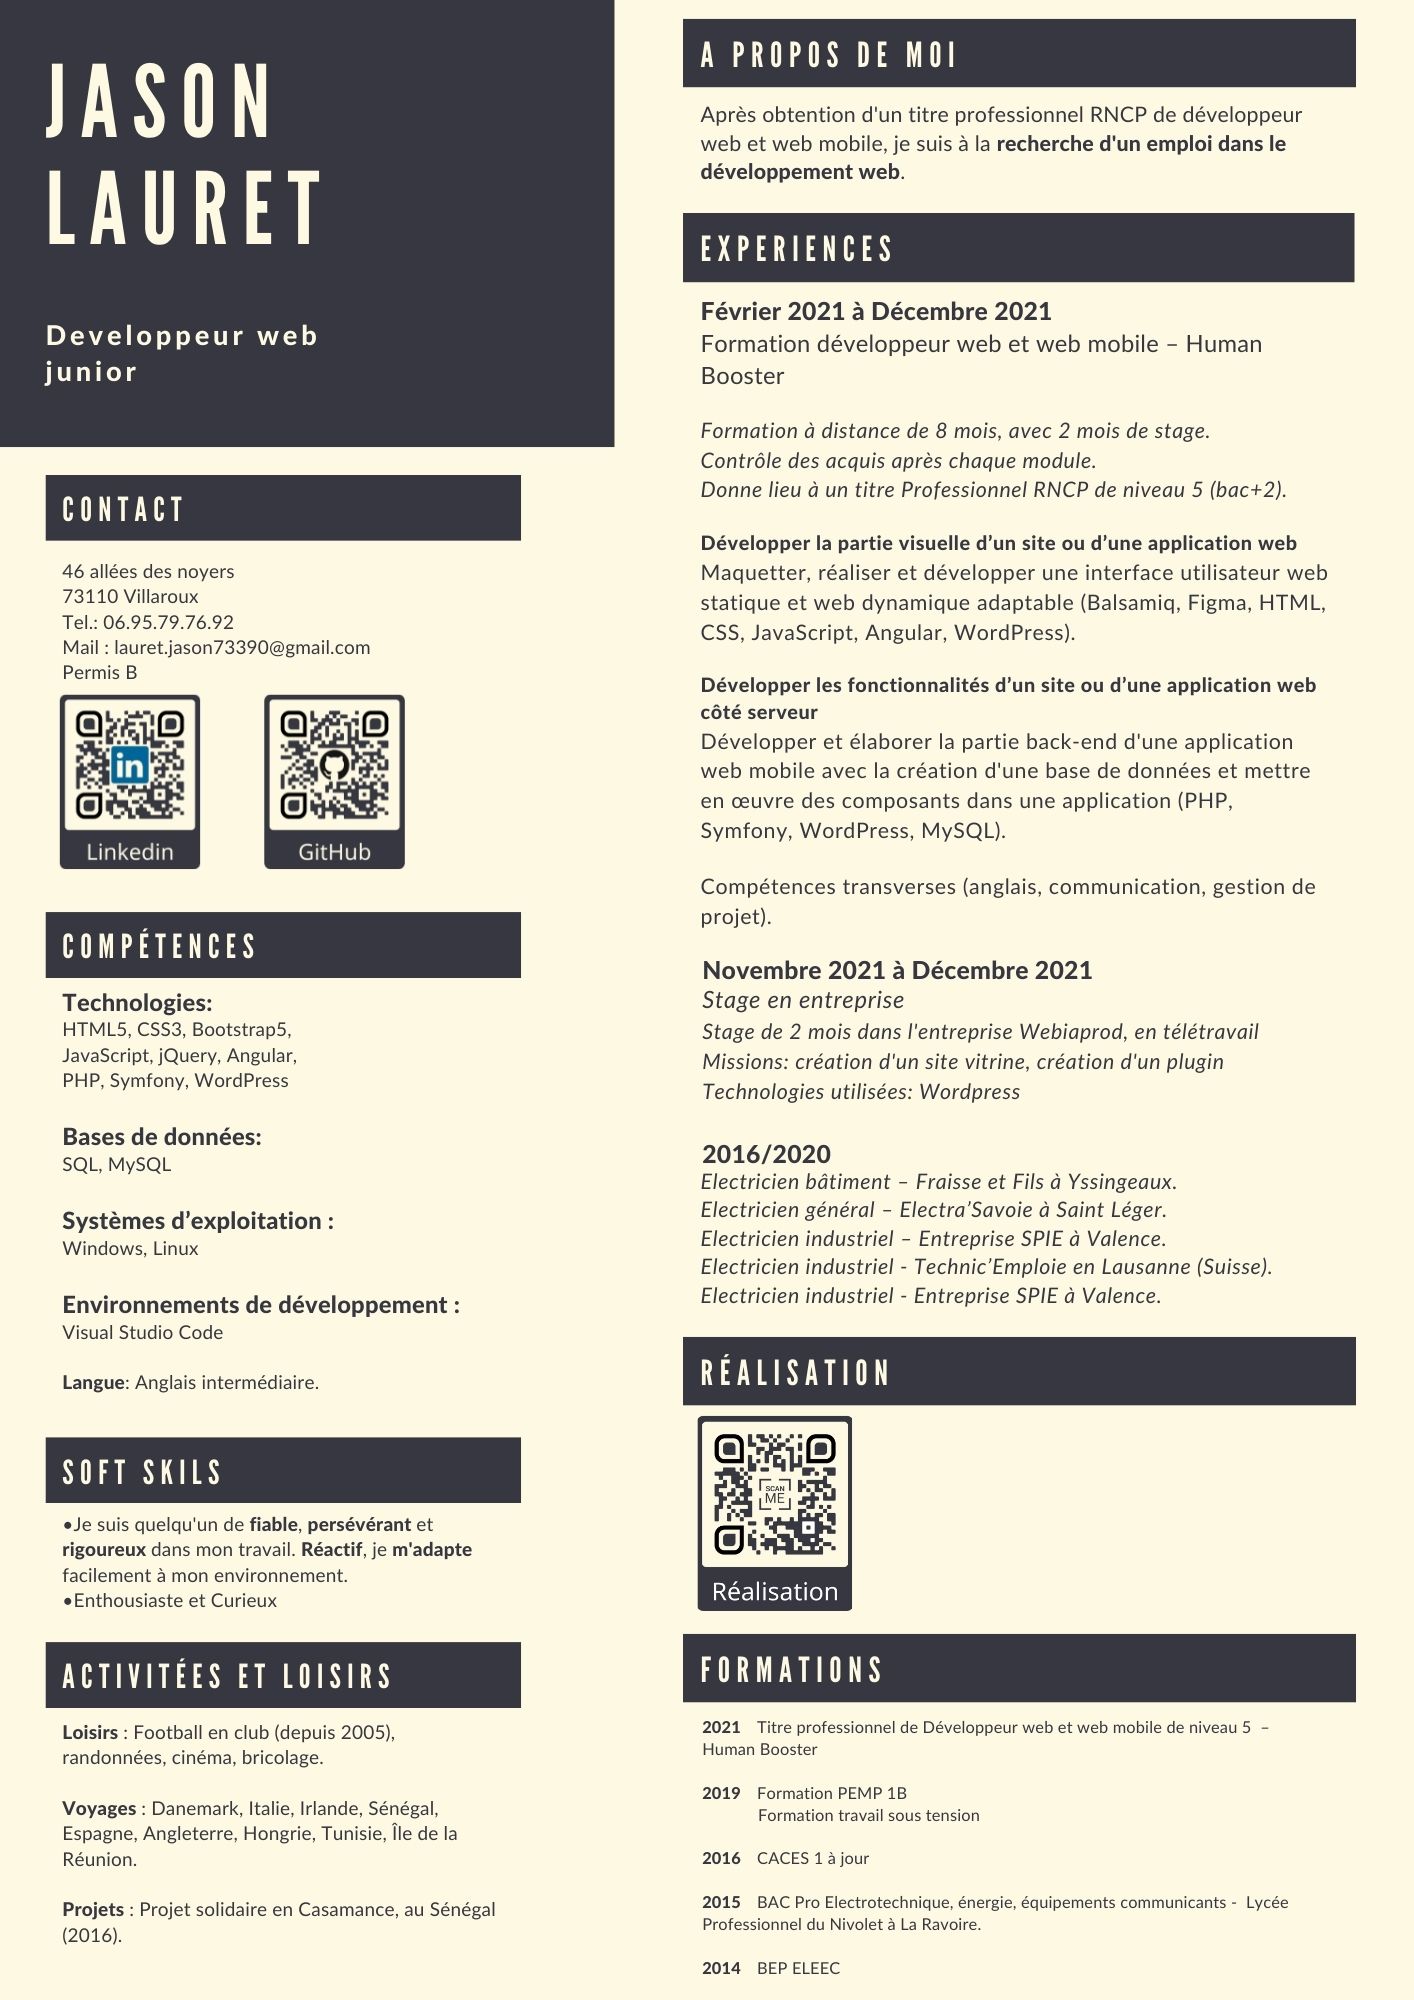 JASON
LAURET
Developpeur web
junior
CONTACT
46 allées des noyers
73110 Villaroux
Tel.: 06.95.79.76.92
Mail : lauret.jason73390@gmail.com
Permis B
in
Linkedin
GitHub
COMPÉTENCES
Technologies:
HTML5, CSS3, Bootstrap5,
JavaScript, jQuery, Angular,
PHP, Symfony, WordPress
Bases de données:
SQL, MySQL
Systèmes d’exploitation :
Windows, Linux
Environnements de développement :
Visual Studio Code
Langue: Anglais intermédiaire.
SOFT SKILS
•Je suis quelqu'un de fiable, persévérant et
rigoureux dans mon travail. Réactif, je m'adapte
facilement à mon environnement.
•Enthousiaste et Curieux
ACTIVITÉES ET LOISIRS
Loisirs : Football en club (depuis 2005),
randonnées, cinéma, bricolage.
Voyages : Danemark, Italie, Irlande, Sénégal,
Espagne, Angleterre, Hongrie, Tunisie, Île de la
Réunion.
Projets : Projet solidaire en Casamance, au Sénégal
(2016).
A PROPOS DE MOI
Après obtention d'un titre professionnel RNCP de développeur
web et web mobile, je suis à la recherche d'un emploi dans le
développement web.
EXPERIENCES
Février 2021 à Décembre 2021
Formation développeur web et web mobile – Human
Booster
Formation à distance de 8 mois, avec 2 mois de stage.
Contrôle des acquis après chaque module.
Donne lieu à un titre Professionnel RNCP de niveau 5 (bac+2).
Développer la partie visuelle d’un site ou d’une application web
Maquetter, réaliser et développer une interface utilisateur web
statique et web dynamique adaptable (Balsamiq, Figma, HTML,
CSS, JavaScript, Angular, WordPress).
Développer les fonctionnalités d’un site ou d’une application web
côté serveur
Développer et élaborer la partie back-end d'une application
web mobile avec la création d'une base de données et mettre
en œuvre des composants dans une application (PHP,
Symfony, WordPress, MySQL).
Compétences transverses (anglais, communication, gestion de
projet).
Novembre 2021 à Décembre 2021
Stage en entreprise
Stage de 2 mois dans l'entreprise Webiaprod, en télétravail
Missions: création d'un site vitrine, création d'un plugin
Technologies utilisées: Wordpress
2016/2020
Electricien bâtiment – Fraisse et Fils à Yssingeaux.
Electricien général – Electra’Savoie à Saint Léger.
Electricien industriel – Entreprise SPIE à Valence.
Electricien industriel - Technic’Emploie en Lausanne (Suisse).
Electricien industriel - Entreprise SPIE à Valence.
RÉALISATION
SCAN
ME
Réalisation
FORMATIONS
2021 Titre professionnel de Développeur web et web mobile de niveau 5 –
Human Booster
2019 Formation PEMP 1B
Formation travail sous tension
2016 CACES 1 à jour
2015 BAC Pro Electrotechnique, énergie, équipements communicants - Lycée
Professionnel du Nivolet à La Ravoire.
2014 BEP ELEEC